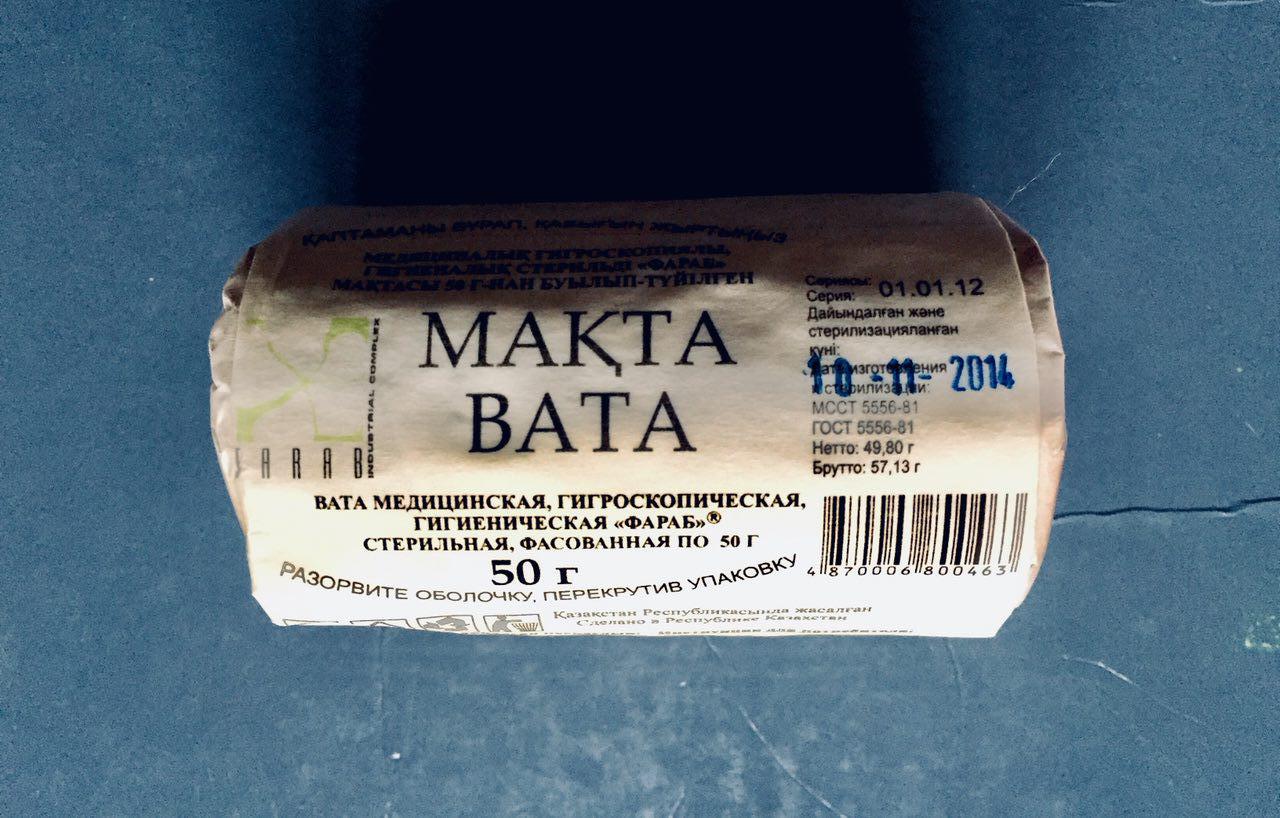 ҚАПТАМАНЫ БҰРАП, ҚАБЫҒЫН ЖЫРТЫҢЫЗ
МЕДИЦИНАЛЫҚ ГИГРОСКОПИЯЛЫ,
ГИГИЕНАЛЫҚ СТЕРИЛЬДІ «ФАРАБ»
МАҚТАСЫ 50 Г-НАН БУЫЛЫП-ТҮЙІЛГЕН
МАҚТА
ВАТА
FARAB
INDUSTRIAL COMPLEX
Сериясы:
Серия: 01.01.12
Дайындалған және
стерилизацияланған
күні:
Дата изготовления
и стерилизации:
10-11-2014
МССТ 5556-81
ГОСТ 5556-81
Нетто: 49,80 г
Брутто: 57,13 г
ВАТА МЕДИЦИНСКАЯ, ГИГРОСКОПИЧЕСКАЯ,
ГИГИЕНИЧЕСКАЯ «ФАРАБ»®
СТЕРИЛЬНАЯ, ФАСОВАННАЯ ПО 50 Г
50 г
РАЗОРВИТЕ ОБОЛОЧКУ, ПЕРЕКРУТИВ УПАКОВКУ
4 870006 800463
Қазақстан Республикасында жасалған
Сделано в Республике Казахстан